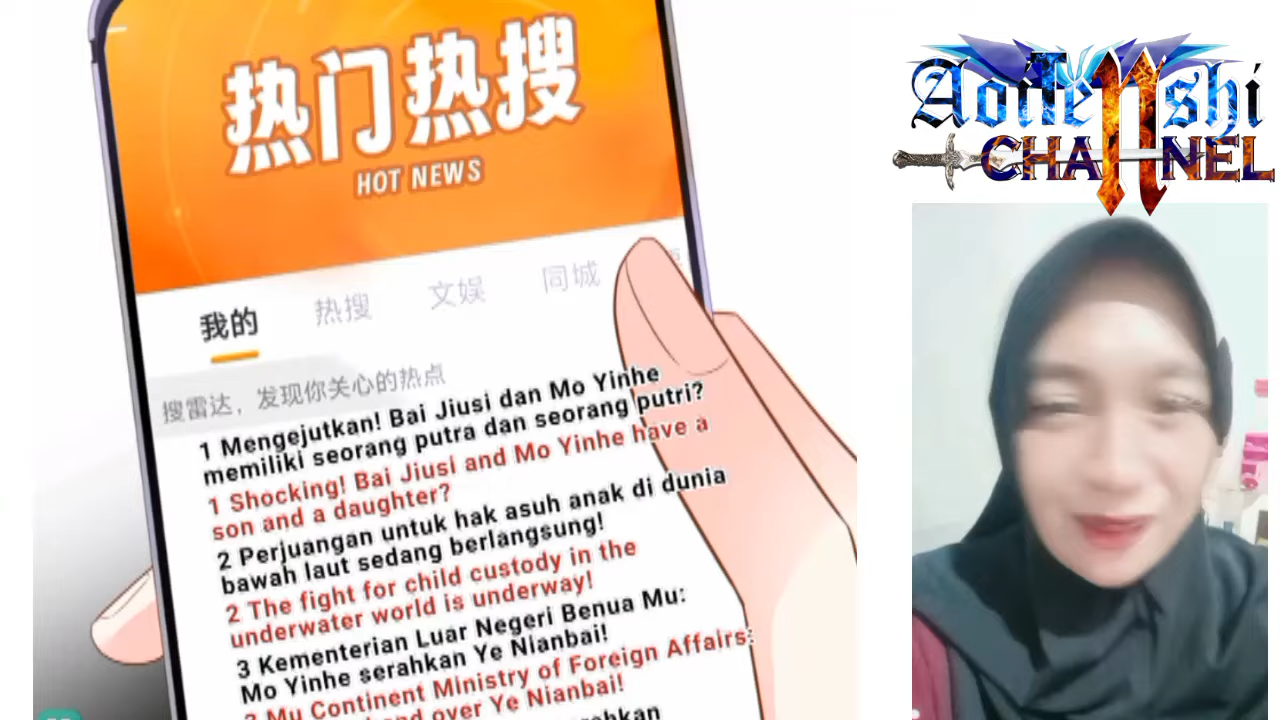 热门热搜
HOT NEWS
我的 热搜 文娱 同城
搜雷达，发现你关心的热点
1 Mengejutkan! Bai Jiusi dan Mo Yinhe
memiliki seorang putra dan seorang putri?
1 Shocking! Bai Jiusi and Mo Yinhe have a
son and a daughter?
2 Perjuangan untuk hak asuh anak di dunia
bawah laut sedang berlangsung!
2 The fight for child custody in the
underwater world is underway!
3 Kementerian Luar Negeri Benua Mu:
Mo Yinhe serahkan Ye Nianbai!
3 Mu Continent Ministry of Foreign Affairs:
over Ye Nianbai!
AoiTenshi
CHANNEL